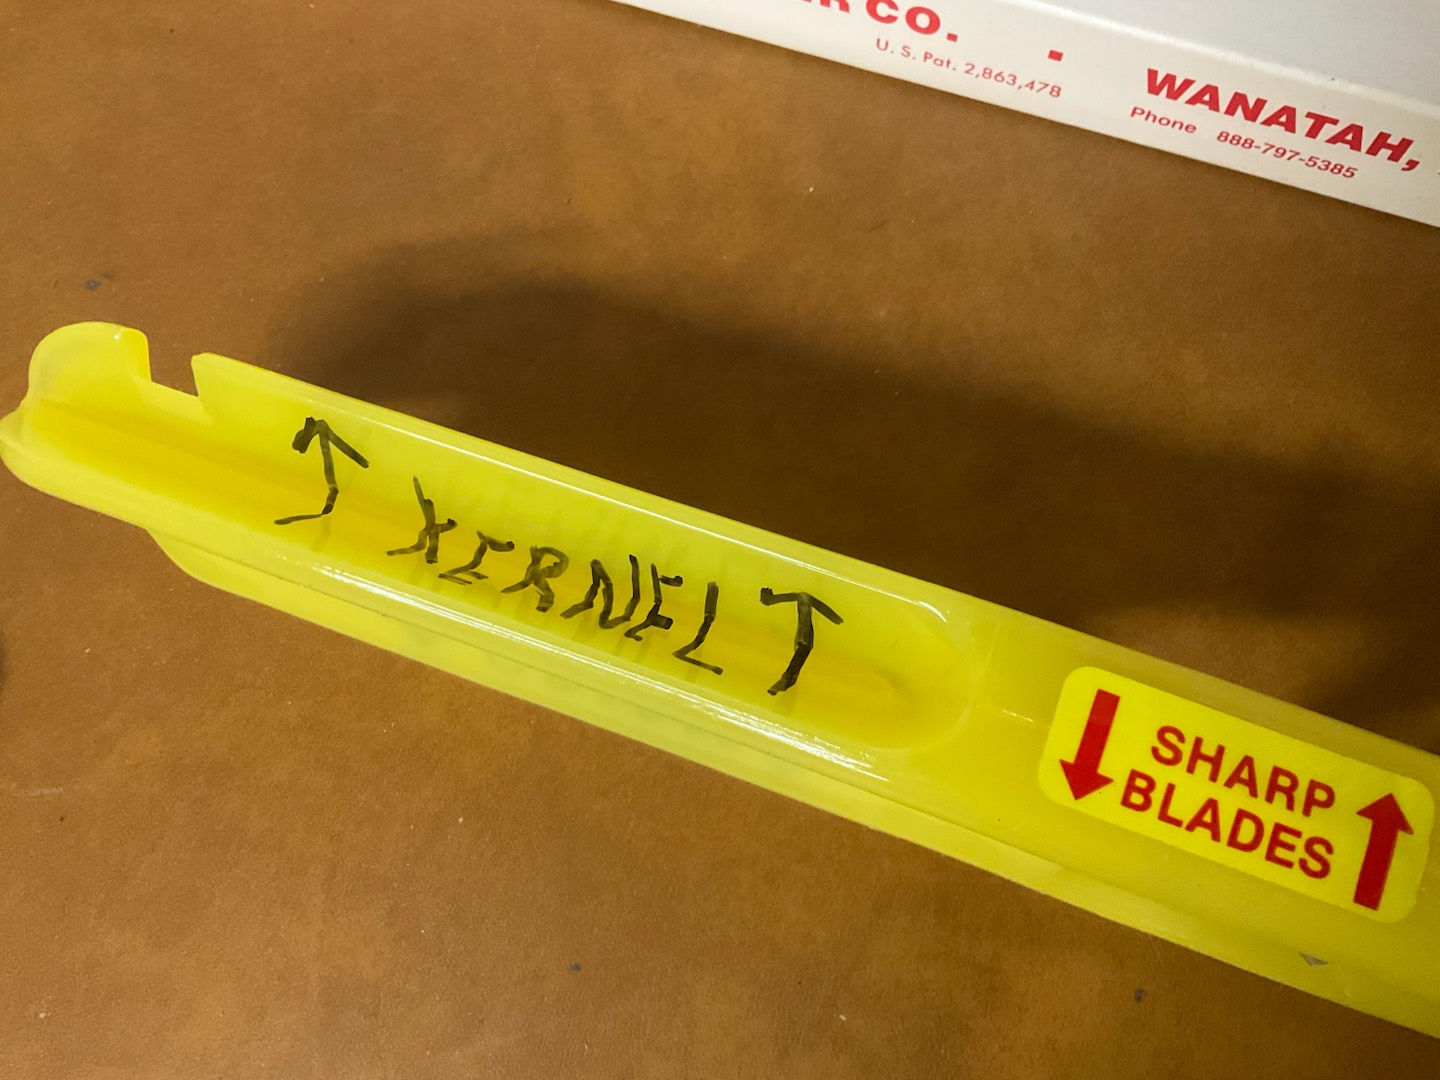 CO.
U.S. Pat. 2,863,478
WANATAH,
Phone 888-797-5385
↑ KERNEL ↑
↓ SHARP
BLADES ↑